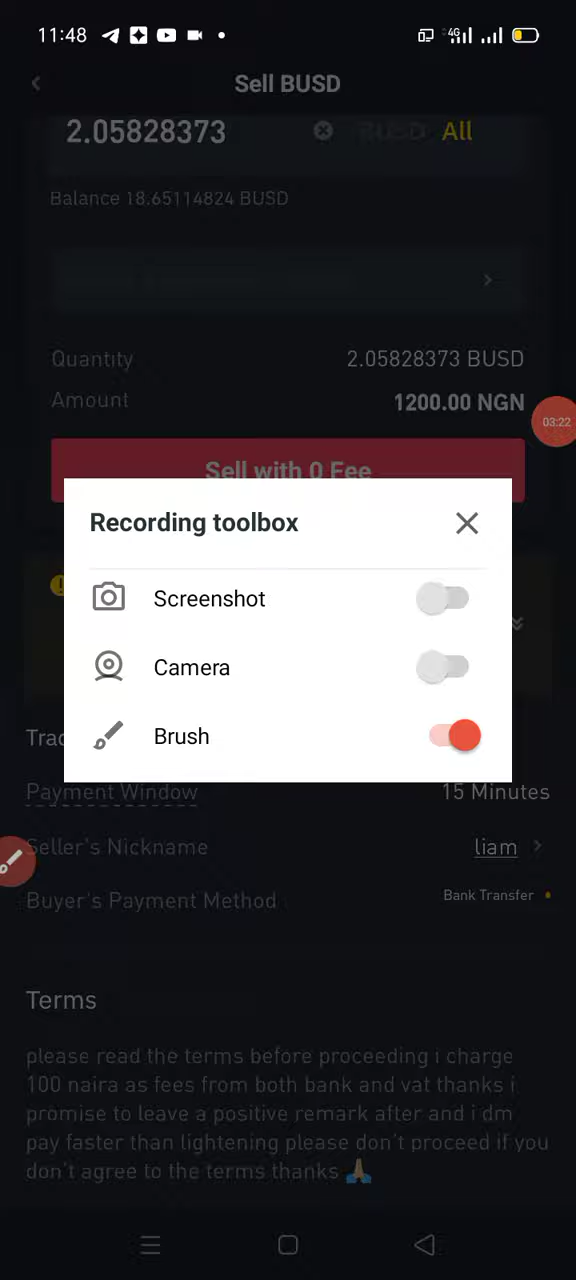 11:48
4G
Sell BUSD
2.05828373 BUSD All
Balance 18.65114824 BUSD
Quantity 2.05828373 BUSD
Amount 1200.00 NGN
03:22
Sell with 0 Fee
Recording toolbox
Screenshot
Camera
Brush
Trad
Payment Window 15 Minutes
Seller's Nickname liam
Buyer's Payment Method Bank Transfer
Terms
please read the terms before proceeding i charge
100 naira as fees from both bank and vat thanks i
promise to leave a positive remark after and i dm
pay faster than lightening please don't proceed if you
don't agree to the terms thanks 🙏